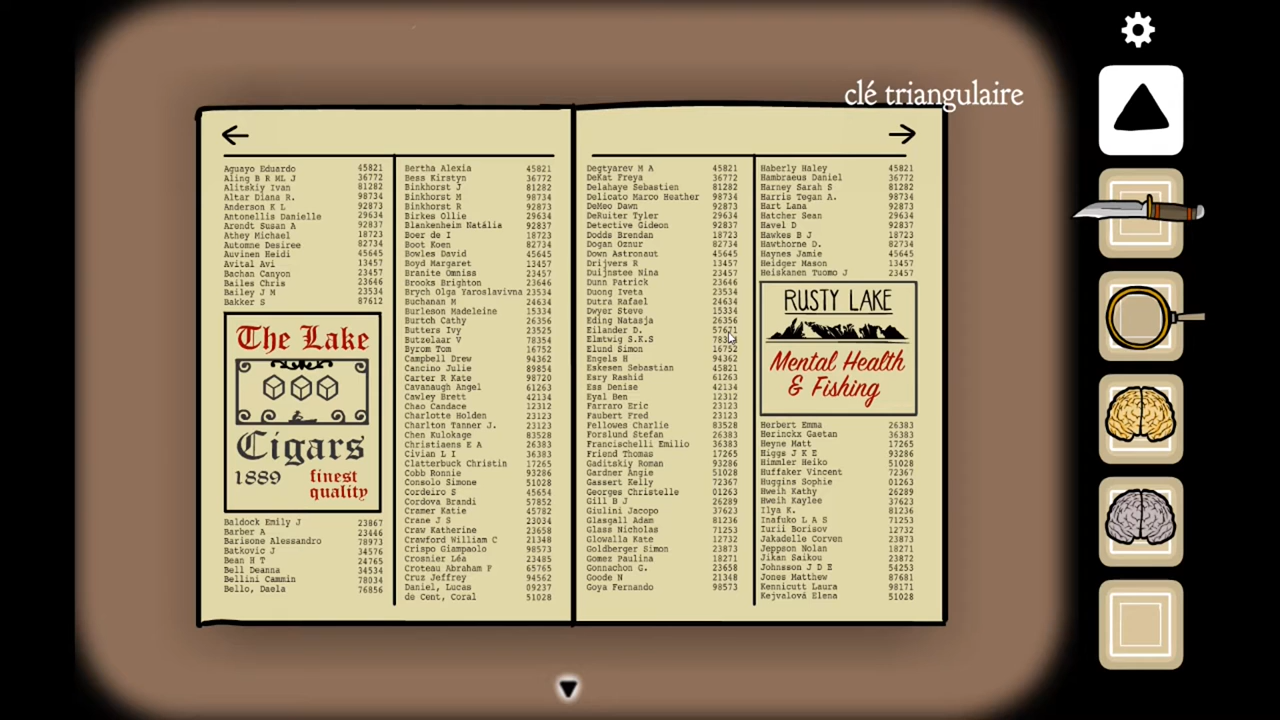 clé triangulaire
Aguayo Eduardo 45821
Aling B R ML J 36772
Alitskiy Ivan 81282
Altar Diana R. 98734
Anderson K L 92873
Antonellis Danielle 29634
Arendt Susan A 92837
Athey Michael 18723
Automne Desiree 82734
Auvinen Heidi 45645
Avital Avi 13457
Bachan Canyon 23457
Bailes Chris 23646
Bailey J M 23534
Bakker S 87612
The Lake
Cigars
1889 finest
quality
Baldock Emily J 23867
Barber A 23446
Barisone Alessandro 78973
Batkovic J 34576
Bean H T 24765
Bell Deanna 34534
Bellini Cammin 78034
Bello, Daela 76856
Bertha Alexia 45821
Bess Kirstyn 36772
Binkhorst J 81282
Binkhorst M 98734
Binkhorst R 92873
Birkes Ollie 29634
Blankenheim Natália 92837
Boer de I 18723
Boot Koen 82734
Bowles David 45645
Boyd Margaret 13457
Branite Omniss 23457
Brooks Brighton 23646
Brych Olga Yaroslavivna 23534
Buchanan M 24634
Burleson Madeleine 15334
Burtch Cathy 26356
Butters Ivy 23525
Butzelaar V 78354
Byrom Tom 16752
Campbell Drew 94362
Cancino Julie 89854
Carter R Kate 98720
Cavanaugh Angel 61263
Cawley Brett 42134
Chao Candace 12312
Charlotte Holden 23123
Charlton Tanner J. 23123
Chen Kulokage 83528
Christiaens E A 26383
Civian L I 36383
Clatterbuck Christin 17265
Cobb Ronnie 93286
Consolo Simone 51028
Cordeiro S 45654
Cordova Brandi 57852
Cramer Katie 45782
Crane J S 23034
Craw Katherine 23658
Crawford William C 21348
Crispo Giampaolo 98573
Crosnier Léa 23485
Croteau Abraham F 65765
Cruz Jeffrey 94562
Daniel, Lucas 09237
de Cent, Coral 51028
Degtyarev M A 45821
DeKat Freya 36772
Delahaye Sebastien 81282
Delicato Marco Heather 98734
DeMeo Dawn 92873
DeRuiter Tyler 29634
Detective Gideon 92837
Dodds Brendan 18723
Dogan Oznur 82734
Down Astronaut 45645
Drijvers R 13457
Duijnstee Nina 23457
Dunn Patrick 23646
Duong Iveta 23534
Dutra Rafael 24634
Dwyer Steve 15334
Eding Natasja 26356
Eilander D.
Elmtwig S.K.S
Elund Simon 16752
Engels H 94362
Eskesen Sebastian 45821
Esry Rashid 61263
Ess Denise 42134
Eyal Ben 12312
Farraro Eric 23123
Faubert Fred 23123
Fellowes Charlie 83528
Forslund Stefan 26383
Francischelli Emilio 36383
Friend Thomas 17265
Gaditskiy Roman 93286
Gardner Angie 51028
Gassert Kelly 72367
Georges Christelle 01263
Gill B J 26289
Giulini Jacopo 37623
Glasgall Adam 81236
Glass Nicholas 71253
Glowalla Kate 12732
Goldberger Simon 23873
Gomez Paulina 18271
Gonnachon G. 23658
Goode N 21348
Goya Fernando 98573
Haberly Haley 45821
Hambraeus Daniel 36772
Harney Sarah S 81282
Harris Tegan A. 98734
Hart Lana 92873
Hatcher Sean 29634
Havel D 92837
Hawkes B J 18723
Hawthorne D. 82734
Haynes Jamie 45645
Heidger Mason 13457
Heiskanen Tuomo J 23457
RUSTY LAKE
Mental Health
& Fishing
Herbert Emma 26383
Herinckx Gaetan 36383
Heyne Matt 17265
Higgs J K E 93286
Himmler Heiko 51028
Huffaker Vincent 72367
Huggins Sophie 01263
Hweih Kathy 26289
Hweih Kaylee 37623
Ilya K. 81236
Inafuko L A S 71253
Iurii Borisov 12732
Jakadelle Corven 23873
Jeppson Nolan 18271
Jikan Saikou 23872
Johnsson J D E 54253
Jones Matthew 87681
Kennicutt Laura 98171
Kejvalová Elena 51028